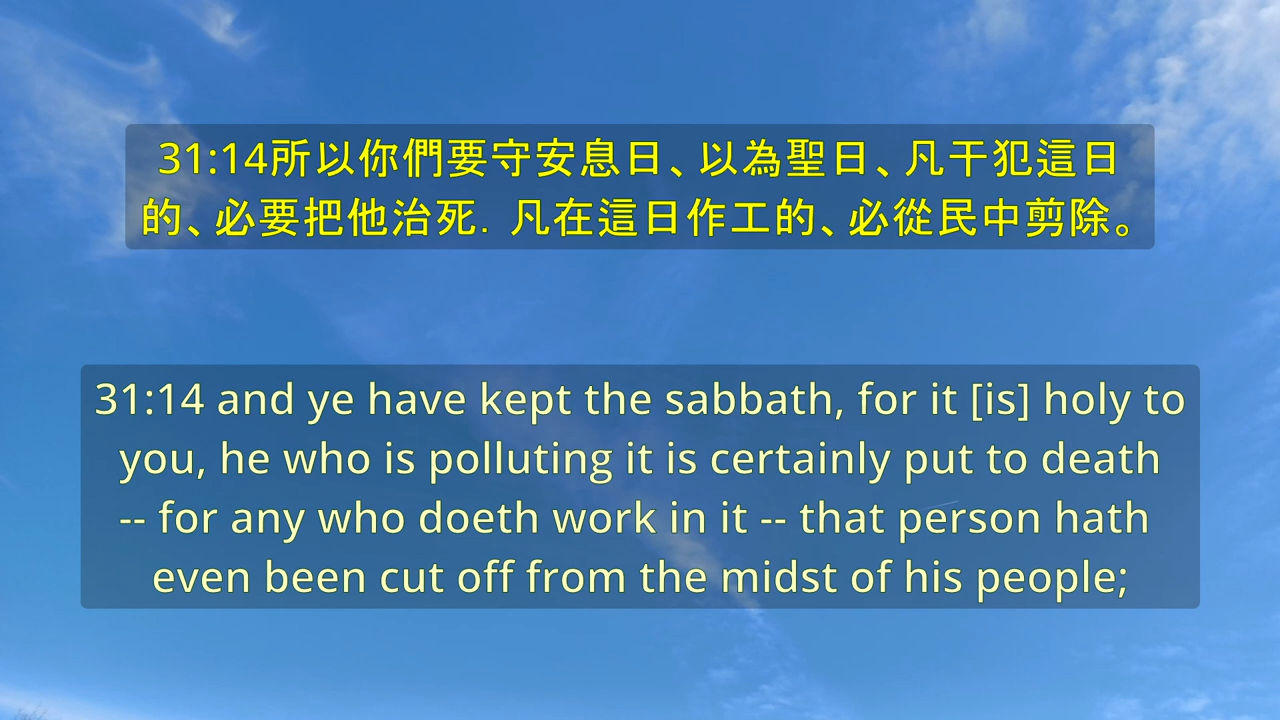 31:14所以你們要守安息日、以為聖日、凡干犯這日
的、必要把他治死．凡在這日作工的、必從民中剪除。
31:14 and ye have kept the sabbath, for it [is] holy to
you, he who is polluting it is certainly put to death
-- for any who doeth work in it -- that person hath
even been cut off from the midst of his people;